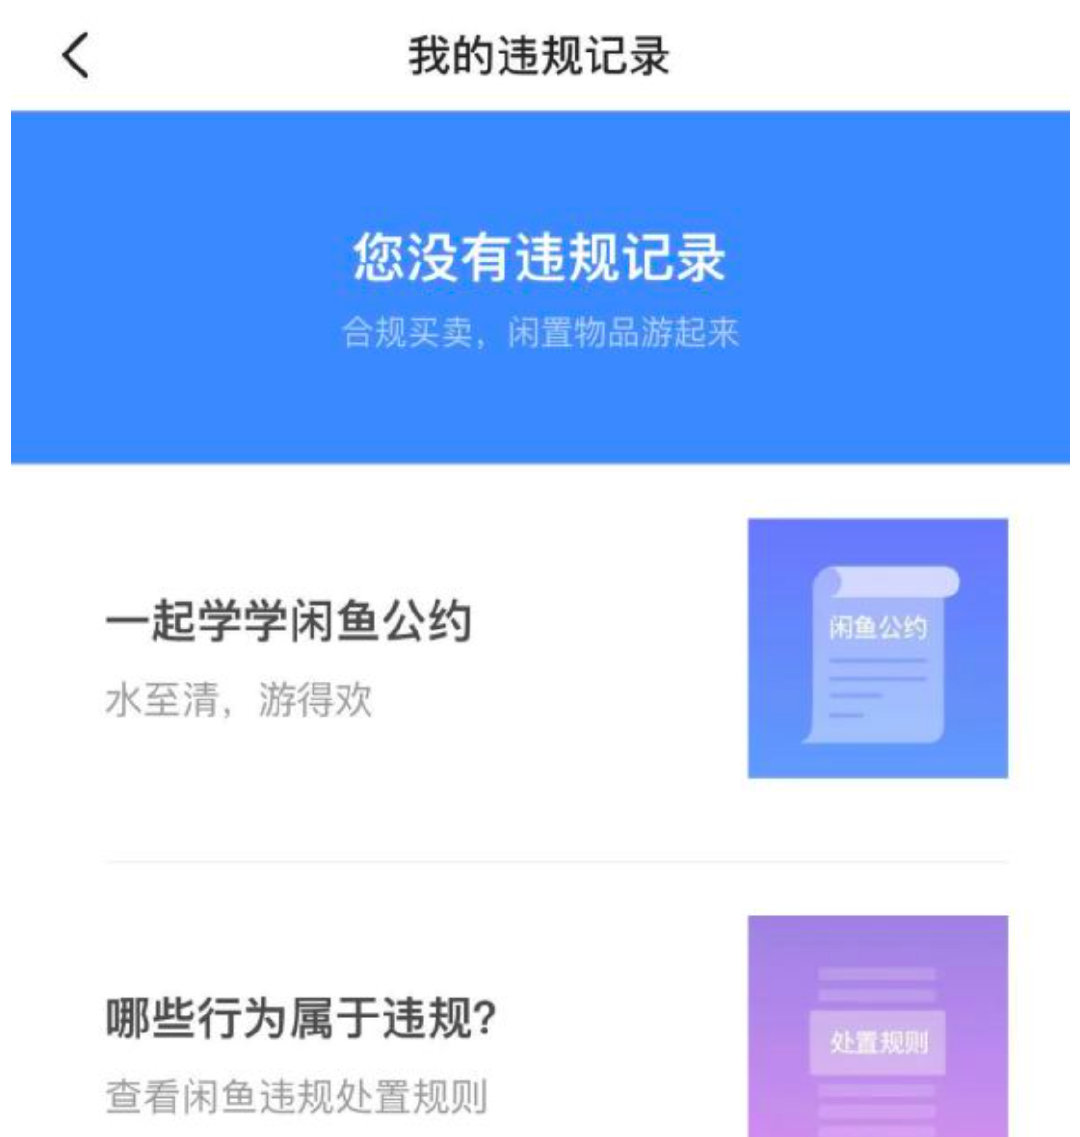 我的违规记录
您没有违规记录
合规买卖，闲置物品游起来
一起学学闲鱼公约
水至清，游得欢
闲鱼公约
哪些行为属于违规?
查看闲鱼违规处置规则
处置规则